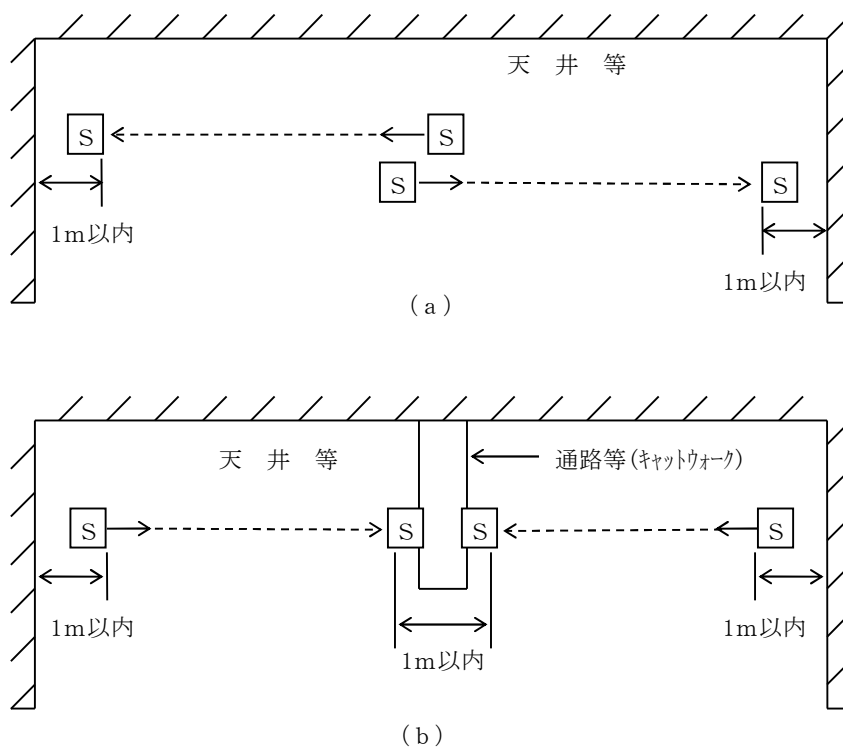 天 井 等
S S
S S
1m以内
1m以内
(a)
天 井 等 通路等(ｷｬｯﾄｳｫｰｸ)
S S S S
1m以内 1m以内
1m以内
(b)